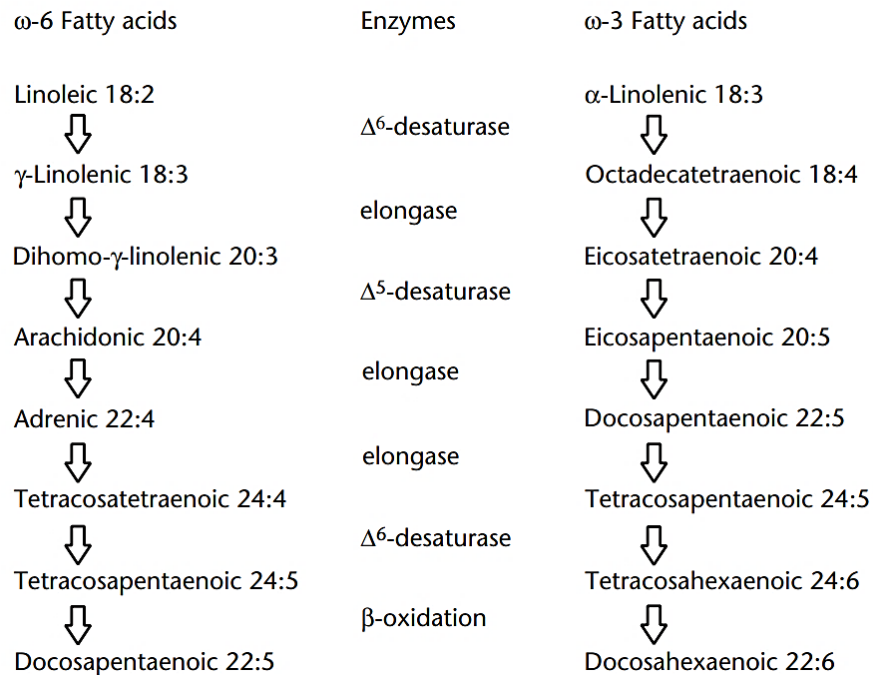 ω-6 Fatty acids Enzymes ω-3 Fatty acids
Linoleic 18:2 α-Linolenic 18:3
Δ⁶-desaturase
γ-Linolenic 18:3 Octadecatetraenoic 18:4
elongase
Dihomo-γ-linolenic 20:3 Eicosatetraenoic 20:4
Δ⁵-desaturase
Arachidonic 20:4 Eicosapentaenoic 20:5
elongase
Adrenic 22:4 Docosapentaenoic 22:5
elongase
Tetracosatetraenoic 24:4 Tetracosapentaenoic 24:5
Δ⁶-desaturase
Tetracosapentaenoic 24:5 Tetracosahexaenoic 24:6
β-oxidation
Docosapentaenoic 22:5 Docosahexaenoic 22:6